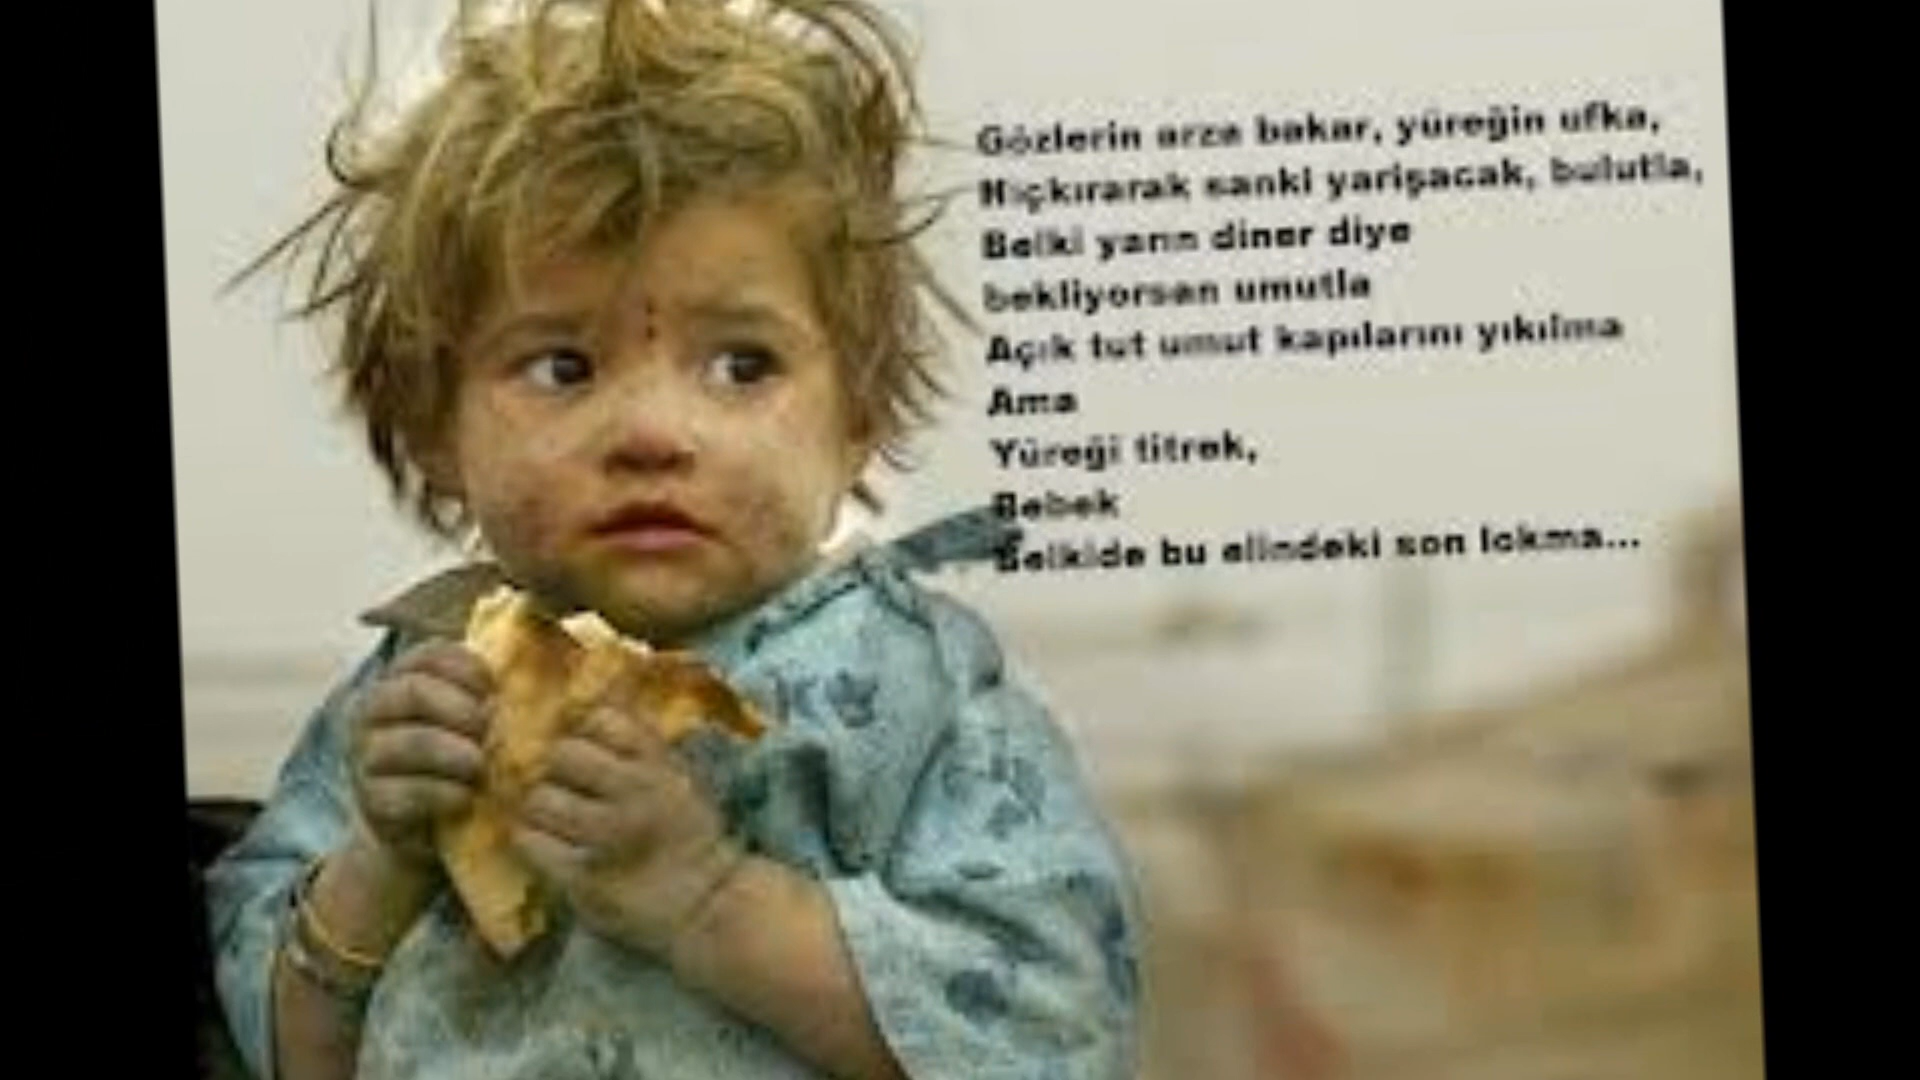 Gözlerin arza bakar, yüreğin ufka,
Hıçkırarak sanki yarişacak, bulutla,
Belki yarın diner diye
bekliyorsan umutla
Açık tut umut kapılarını yıkılma
Ama
Yüreği titrek,
Bebek
Belkide bu elindeki son lokma...